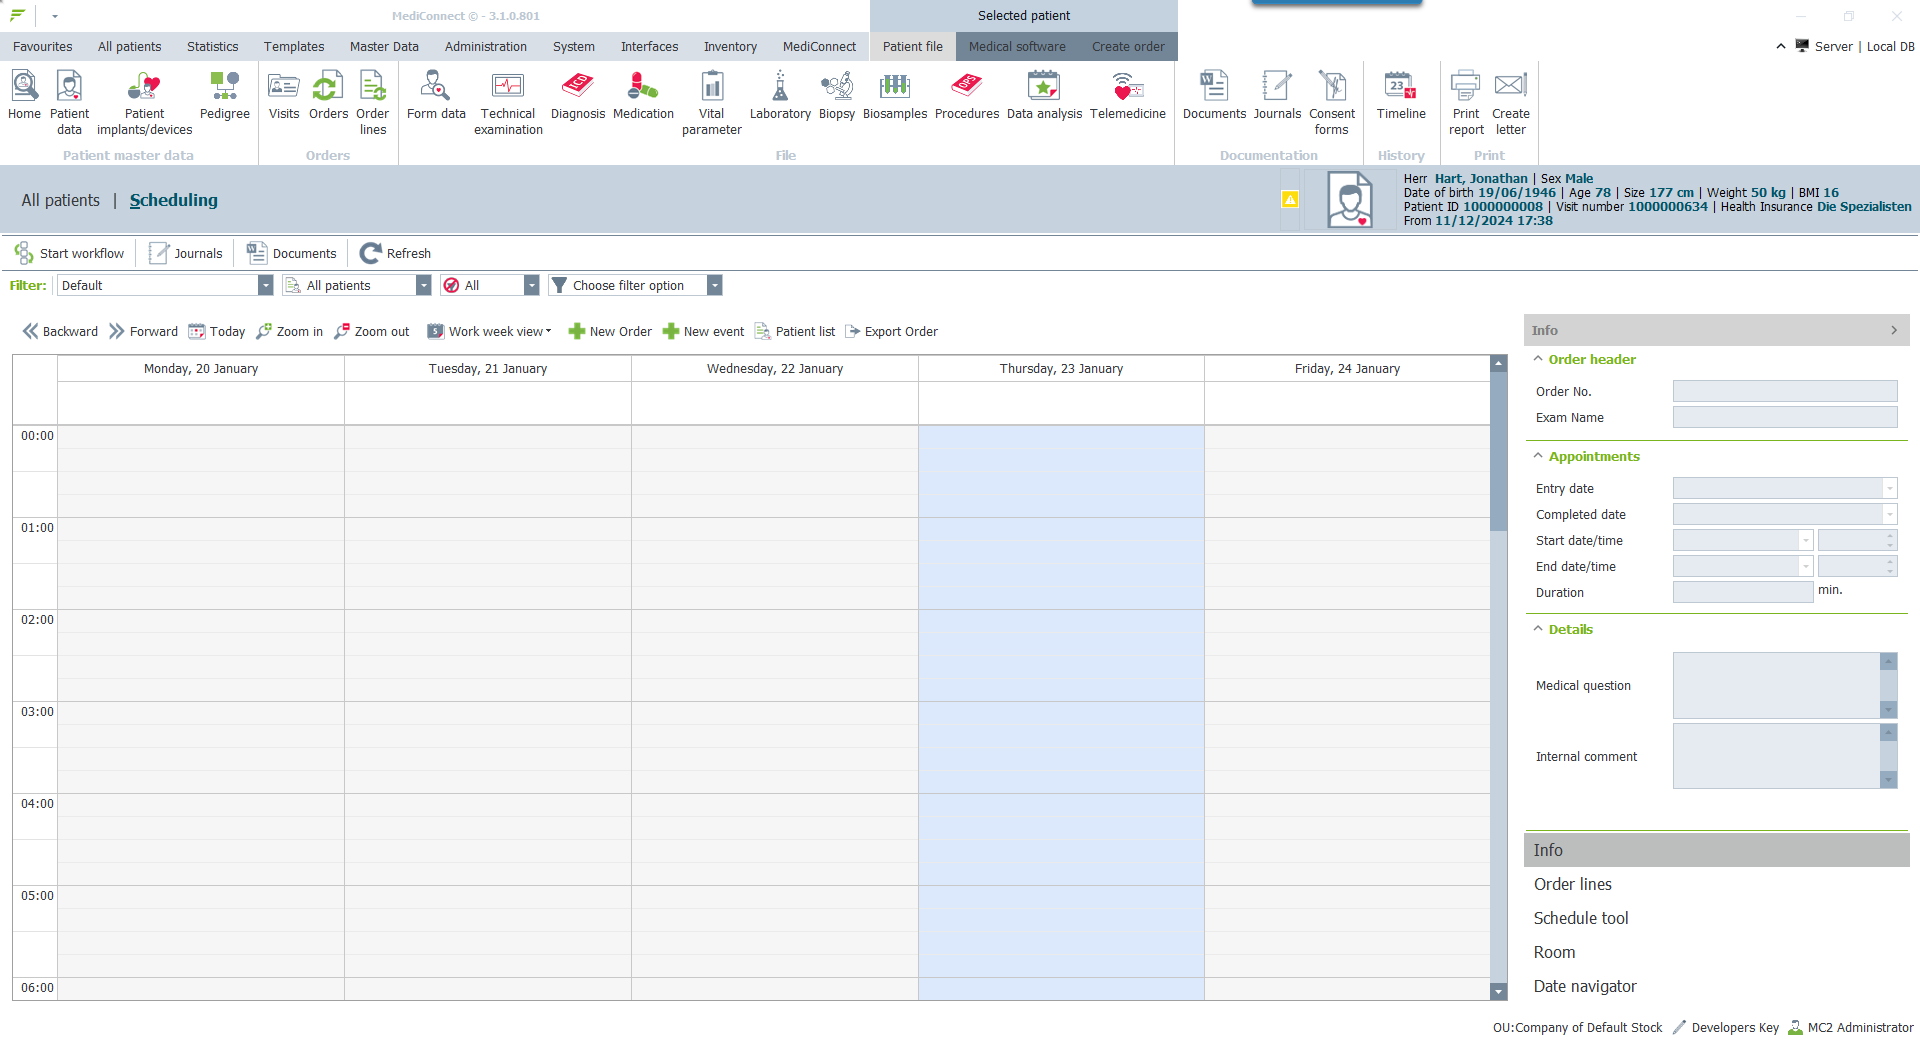 MediConnect © - 3.1.0.801
Selected patient
Favourites All patients Statistics Templates Master Data Administration System Interfaces Inventory MediConnect Patient file Medical software Create order
Server | Local DB
Home Patient data Patient implants/devices Pedigree
Patient master data
Visits Orders Order lines
Orders
Form data Technical examination Diagnosis Medication Vital parameter Laboratory Biopsy Biosamples Procedures Data analysis Telemedicine
File
Documents Journals Consent forms
Documentation
23
Timeline
History
Print report Create letter
Print
All patients | Scheduling
Herr Hart, Jonathan | Sex Male
Date of birth 19/06/1946 | Age 78 | Size 177 cm | Weight 50 kg | BMI 16
Patient ID 1000000008 | Visit number 1000000634 | Health Insurance Die Spezialisten
From 11/12/2024 17:38
Start workflow Journals Documents Refresh
Filter: Default All patients All Choose filter option
Backward Forward Today Zoom in Zoom out Work week view New Order New event Patient list Export Order
Monday, 20 January Tuesday, 21 January Wednesday, 22 January Thursday, 23 January Friday, 24 January
00:00
01:00
02:00
03:00
04:00
05:00
06:00
Info
Order header
Order No.
Exam Name
Appointments
Entry date
Completed date
Start date/time
End date/time
Duration min.
Details
Medical question
Internal comment
Info
Order lines
Schedule tool
Room
Date navigator
OU:Company of Default Stock Developers Key MC2 Administrator